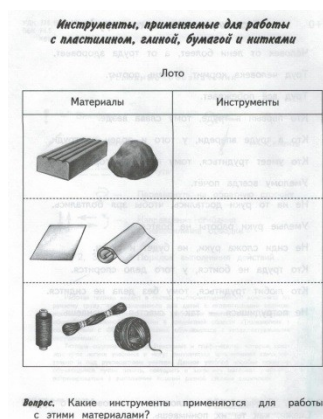 Инструменты, применяемые для работы
с пластилином, глиной, бумагой и нитками
Лото
Материалы Инструменты
Вопрос. Какие инструменты применяются для работы
с этими материалами?